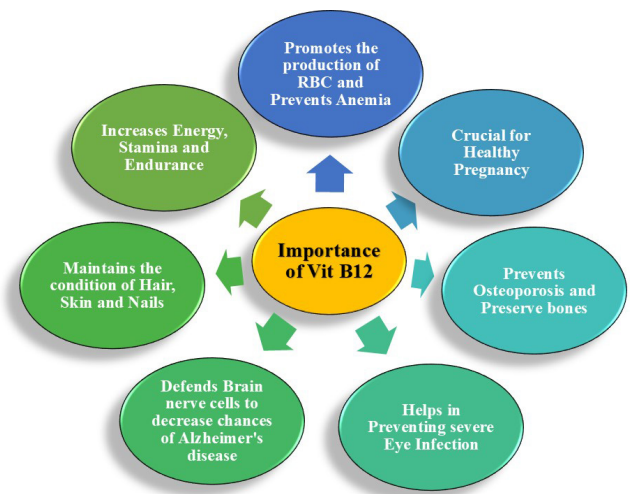 Promotes the
production of
RBC and
Prevents Anemia
Crucial for
Healthy
Pregnancy
Prevents
Osteoporosis and
Preserve bones
Helps in
Preventing severe
Eye Infection
Defends Brain
nerve cells to
decrease chances
of Alzheimer's
disease
Maintains the
condition of Hair,
Skin and Nails
Increases Energy,
Stamina and
Endurance
Importance
of Vit B12